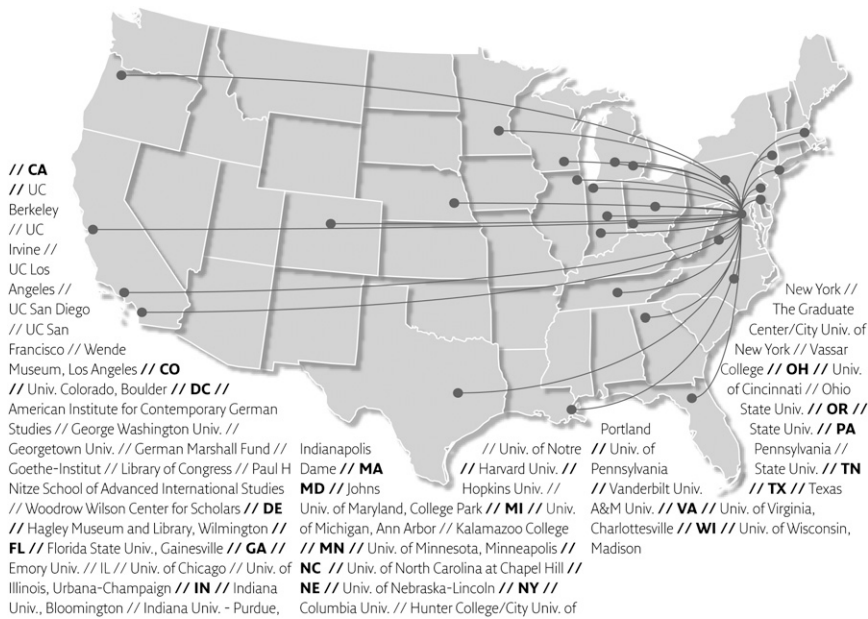 // CA
// UC
Berkeley
// UC
Irvine //
UC Los
Angeles //
UC San Diego
// UC San
Francisco // Wende
Museum, Los Angeles // CO
// Univ. Colorado, Boulder // DC //
American Institute for Contemporary German
Studies // George Washington Univ. //
Georgetown Univ. // German Marshall Fund //
Goethe-Institut // Library of Congress // Paul H
Nitze School of Advanced International Studies
// Woodrow Wilson Center for Scholars // DE
// Hagley Museum and Library, Wilmington //
FL // Florida State Univ., Gainesville // GA //
Emory Univ. // IL // Univ. of Chicago // Univ. of
Illinois, Urbana-Champaign // IN // Indiana
Univ., Bloomington // Indiana Univ. - Purdue,
Indianapolis // Univ. of Notre
Dame // MA // Harvard Univ. //
MD // Johns Hopkins Univ. //
Univ. of Maryland, College Park // MI // Univ.
of Michigan, Ann Arbor // Kalamazoo College
// MN // Univ. of Minnesota, Minneapolis //
NC // Univ. of North Carolina at Chapel Hill //
NE // Univ. of Nebraska-Lincoln // NY //
Columbia Univ. // Hunter College/City Univ. of
New York //
The Graduate
Center/City Univ. of
New York // Vassar
College // OH // Univ.
of Cincinnati // Ohio
State Univ. // OR //
Portland State Univ. // PA
// Univ. of Pennsylvania //
Pennsylvania State Univ. // TN
// Vanderbilt Univ. // TX // Texas
A&M Univ. // VA // Univ. of Virginia,
Charlottesville // WI // Univ. of Wisconsin,
Madison